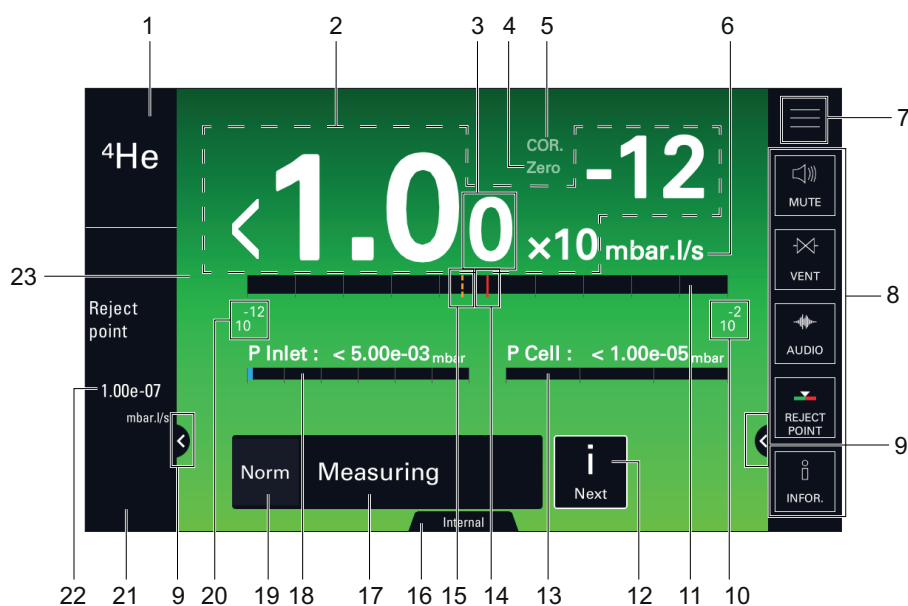 1 2 3 4 5 6
7
⁴He
COR.
Zero
<1.00 ×10 -12 mbar.l/s
MUTE
VENT
8
AUDIO
REJECT
POINT
9
INFOR.
23
Reject
point
1.00e-07
mbar.l/s
-12
10
-2
10
P Inlet : < 5.00e-03 mbar
P Cell : < 1.00e-05 mbar
Norm
Measuring
i
Next
Internal
22 9 20 19 18 17 16 15 14 13 12 11 10
21